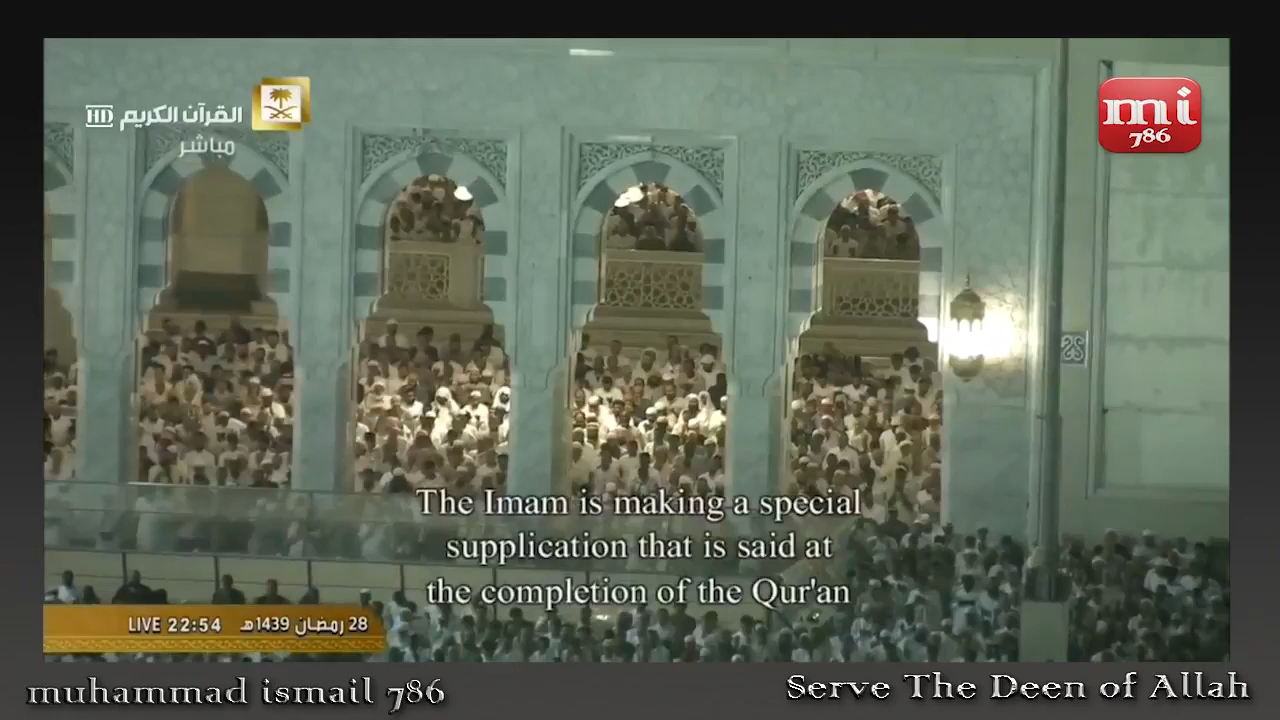 القرآن الكريم HD
مباشر
mi
786
The Imam is making a special
supplication that is said at
the completion of the Qur'an
LIVE 22:54 28 رمضان 1439هـ
muhammad ismail 786
Serve The Deen of Allah